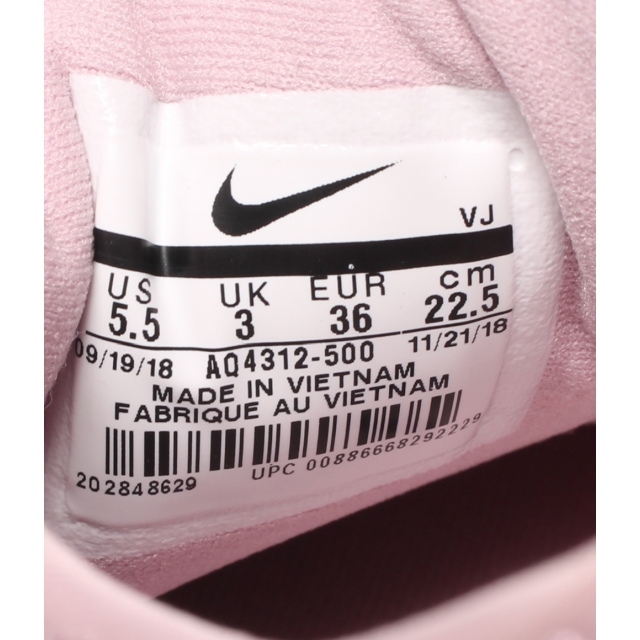 VJ
US UK EUR cm
5.5 3 36 22.5
09/19/18 AQ4312-500 11/21/18
MADE IN VIETNAM
FABRIQUE AU VIETNAM
202848629 UPC 00886668292229